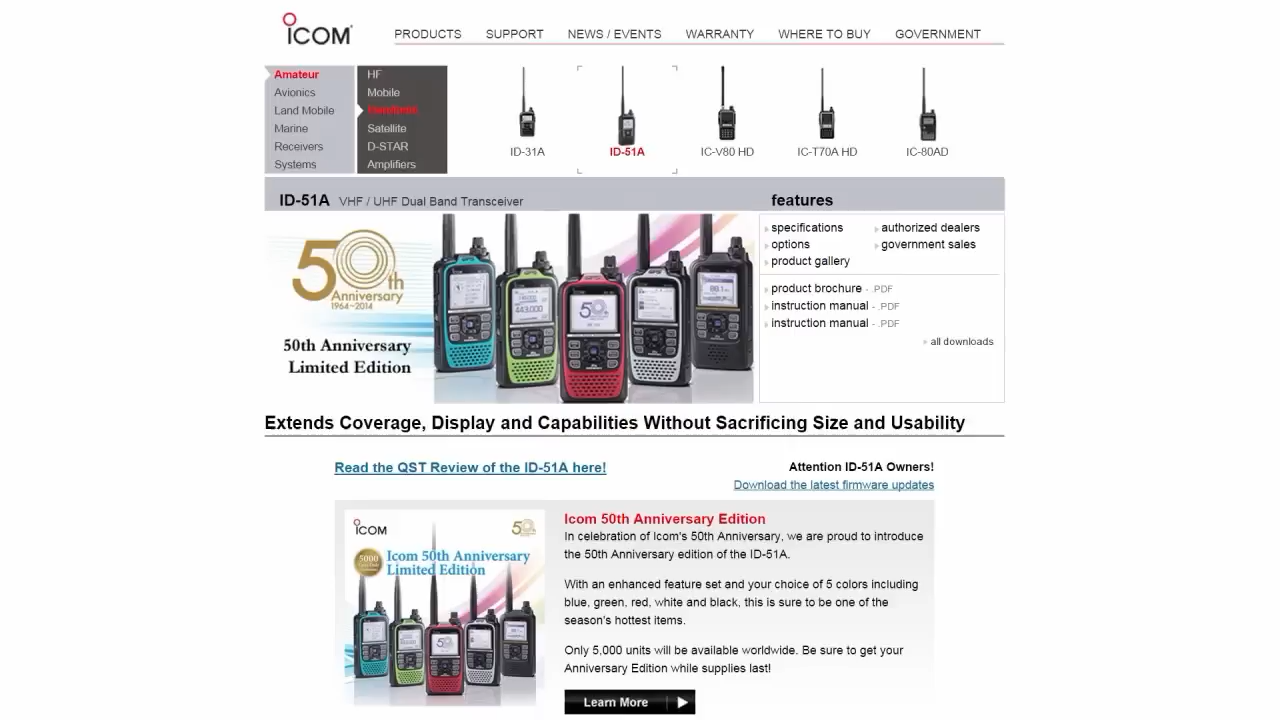 ICOM
PRODUCTS SUPPORT NEWS / EVENTS WARRANTY WHERE TO BUY GOVERNMENT
Amateur
Avionics
Land Mobile
Marine
Receivers
Systems
HF
Mobile
Handheld
Satellite
D-STAR
Amplifiers
ID-31A ID-51A IC-V80 HD IC-T70A HD IC-80AD
ID-51A VHF / UHF Dual Band Transceiver
features
50th
Anniversary
1964-2014
50th Anniversary
Limited Edition
specifications
options
product gallery
authorized dealers
government sales
product brochure - .PDF
instruction manual - .PDF
instruction manual - .PDF
all downloads
Extends Coverage, Display and Capabilities Without Sacrificing Size and Usability
Read the QST Review of the ID-51A here!
Attention ID-51A Owners!
Download the latest firmware updates
ICOM
50
5000
Icom 50th Anniversary
Limited Edition
Icom 50th Anniversary Edition
In celebration of Icom's 50th Anniversary, we are proud to introduce
the 50th Anniversary edition of the ID-51A.
With an enhanced feature set and your choice of 5 colors including
blue, green, red, white and black, this is sure to be one of the
season's hottest items.
Only 5,000 units will be available worldwide. Be sure to get your
Anniversary Edition while supplies last!
Learn More